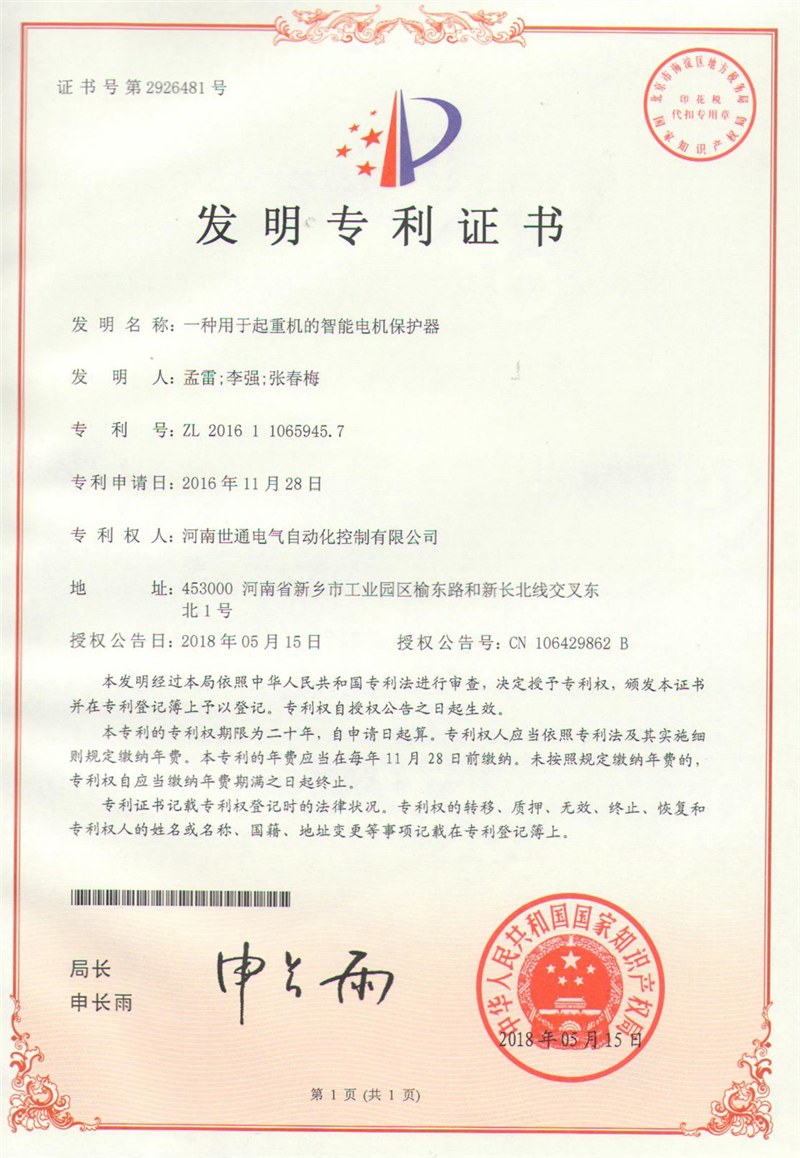 证书号第2926481号
北京市海淀区地方税务局
印花税
代扣专用章
国家知识产权局
发明专利证书
发明名称：一种用于起重机的智能电机保护器
发明人：孟雷;李强;张春梅
专利号：ZL 2016 1 1065945.7
专利申请日：2016年11月28日
专利权人：河南世通电气自动化控制有限公司
地址：453000 河南省新乡市工业园区榆东路和新长北线交叉东
北1号
授权公告日：2018年05月15日 授权公告号：CN 106429862 B
本发明经过本局依照中华人民共和国专利法进行审查，决定授予专利权，颁发本证书
并在专利登记簿上予以登记。专利权自授权公告之日起生效。
本专利的专利权期限为二十年，自申请日起算。专利权人应当依照专利法及其实施细
则规定缴纳年费。本专利的年费应当在每年11月28日前缴纳。未按照规定缴纳年费的，
专利权自应当缴纳年费期满之日起终止。
专利证书记载专利权登记时的法律状况。专利权的转移、质押、无效、终止、恢复和
专利权人的姓名或名称、国籍、地址变更等事项记载在专利登记簿上。
局长
申长雨
申长雨
中华人民共和国国家知识产权局
2018年05月15日
第1页(共1页)